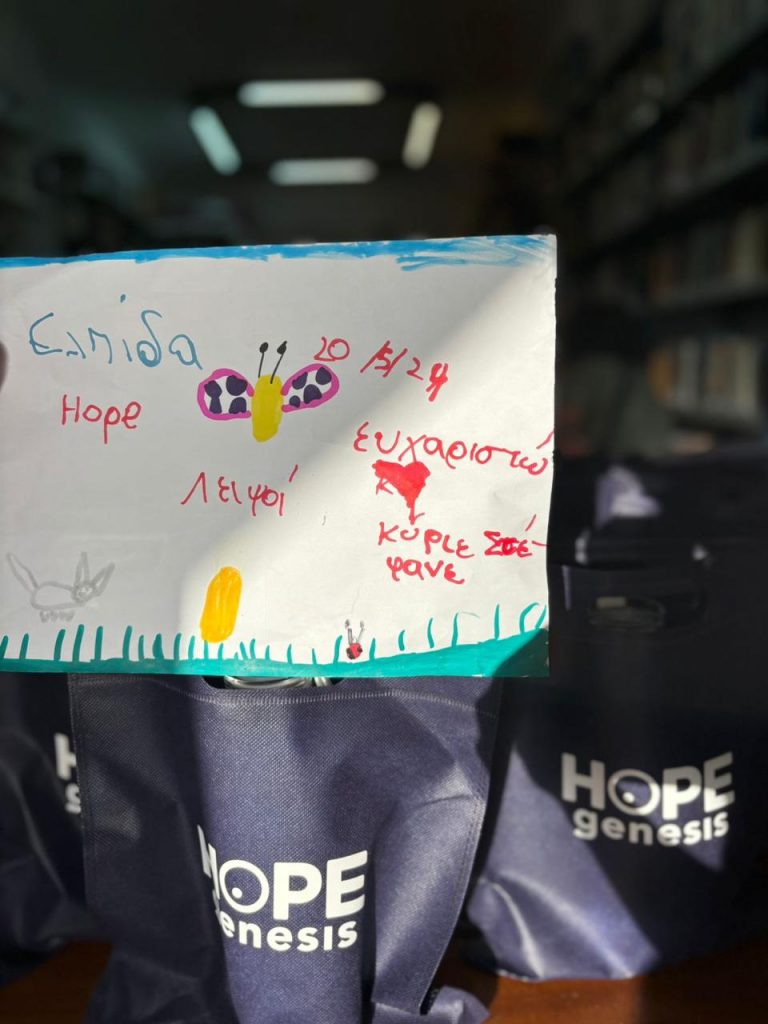 Ελπίδα
20/5/24
Hope
ευχαριστώ
Λειψοί
κ
κύριε Στέ-
φανε
HOPE
genesis
HOPE
genesis